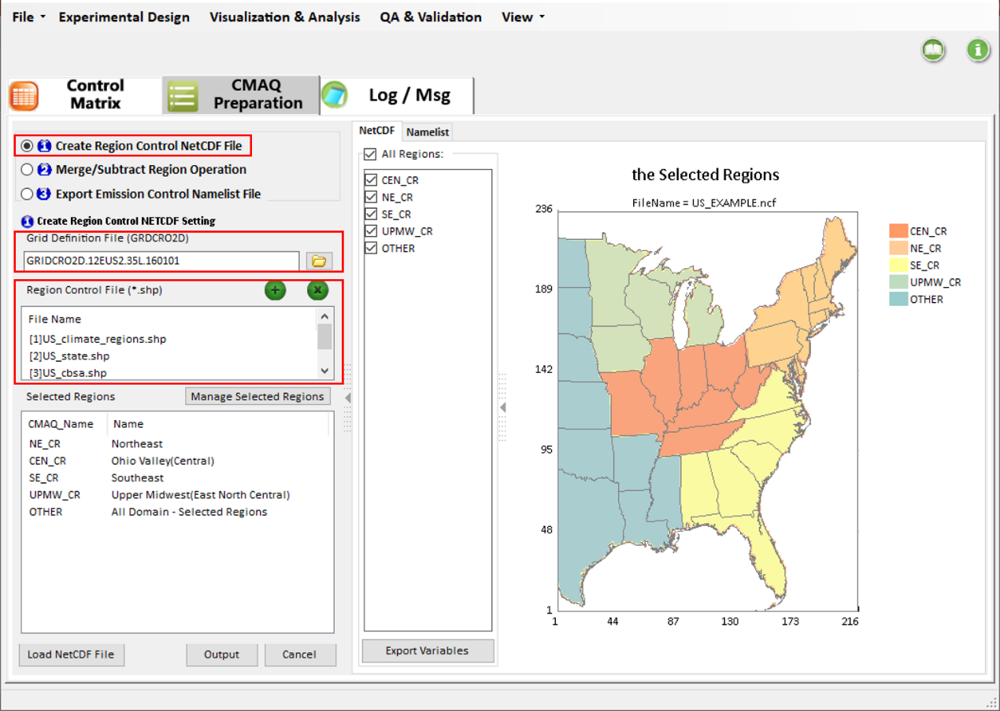 File Experimental Design Visualization & Analysis QA & Validation View
Control Matrix
CMAQ Preparation
Log / Msg
1 Create Region Control NetCDF File
2 Merge/Subtract Region Operation
3 Export Emission Control Namelist File
1 Create Region Control NETCDF Setting
Grid Definition File (GRDCRO2D)
GRIDCRO2D.12EUS2.35L.160101
Region Control File (*.shp)
File Name
[1]US_climate_regions.shp
[2]US_state.shp
[3]US_cbsa.shp
Selected Regions Manage Selected Regions
CMAQ_Name Name
NE_CR Northeast
CEN_CR Ohio Valley(Central)
SE_CR Southeast
UPMW_CR Upper Midwest(East North Central)
OTHER All Domain - Selected Regions
Load NetCDF File Output Cancel
NetCDF Namelist
All Regions:
CEN_CR
NE_CR
SE_CR
UPMW_CR
OTHER
Export Variables
the Selected Regions
FileName = US_EXAMPLE.ncf
236
189
142
95
48
1
1 44 87 130 173 216
CEN_CR
NE_CR
SE_CR
UPMW_CR
OTHER